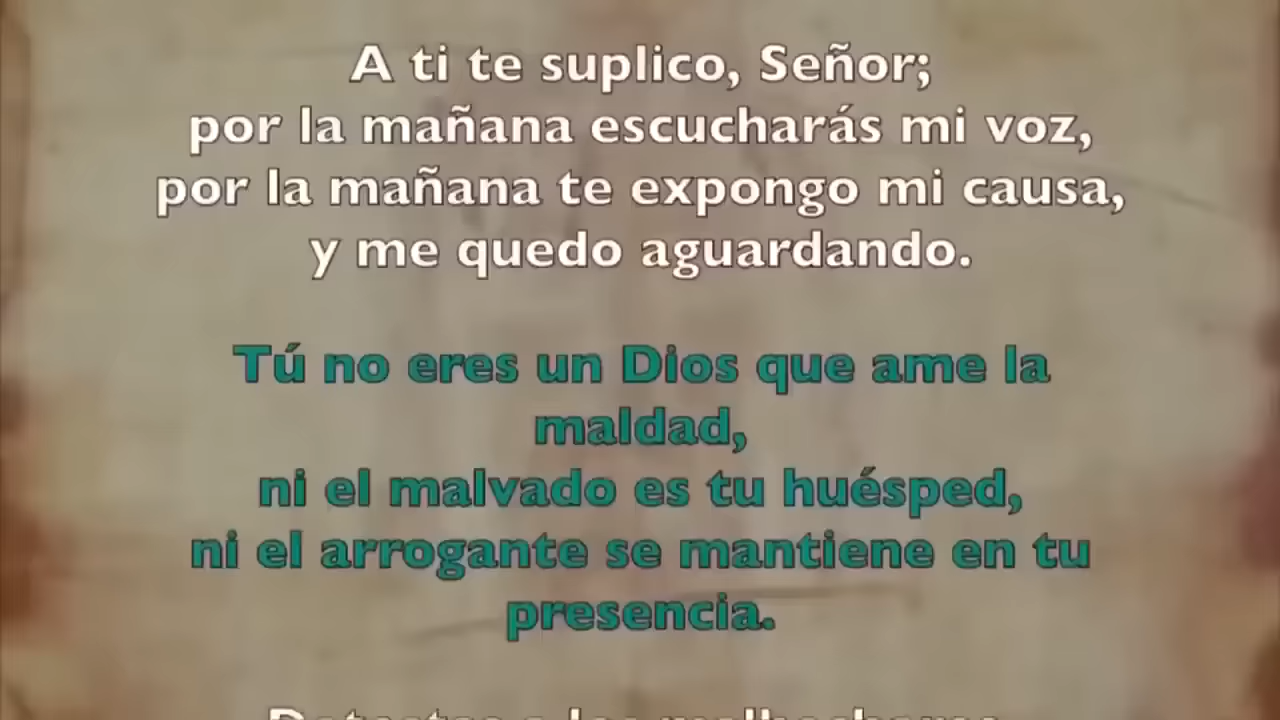 A ti te suplico, Señor;
por la mañana escucharás mi voz,
por la mañana te expongo mi causa,
y me quedo aguardando.
Tú no eres un Dios que ame la
maldad,
ni el malvado es tu huésped,
ni el arrogante se mantiene en tu
presencia.